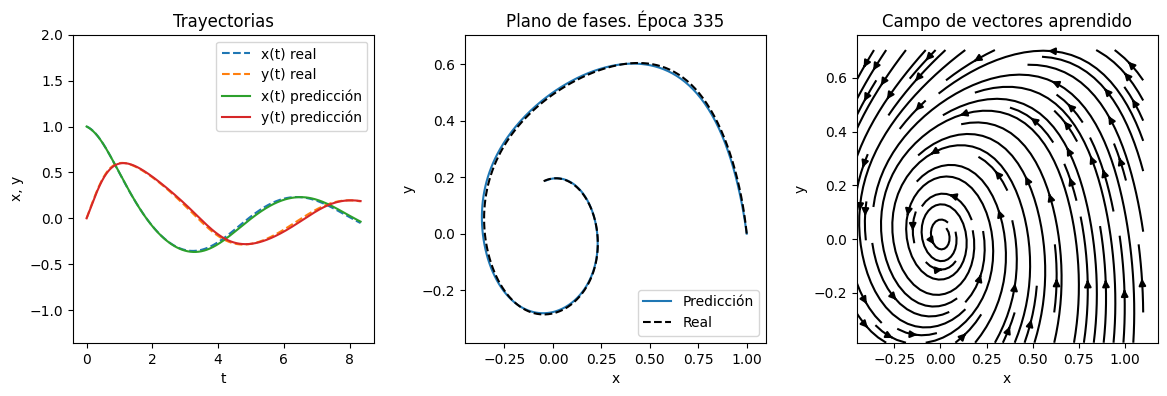 Trayectorias
2.0
1.5
1.0
0.5
0.0
−0.5
−1.0
x, y
0 2 4 6 8
t
x(t) real
y(t) real
x(t) predicción
y(t) predicción
Plano de fases. Época 335
0.6
0.4
0.2
0.0
−0.2
y
−0.25 0.00 0.25 0.50 0.75 1.00
x
Predicción
Real
Campo de vectores aprendido
0.6
0.4
0.2
0.0
−0.2
y
−0.25 0.00 0.25 0.50 0.75 1.00
x